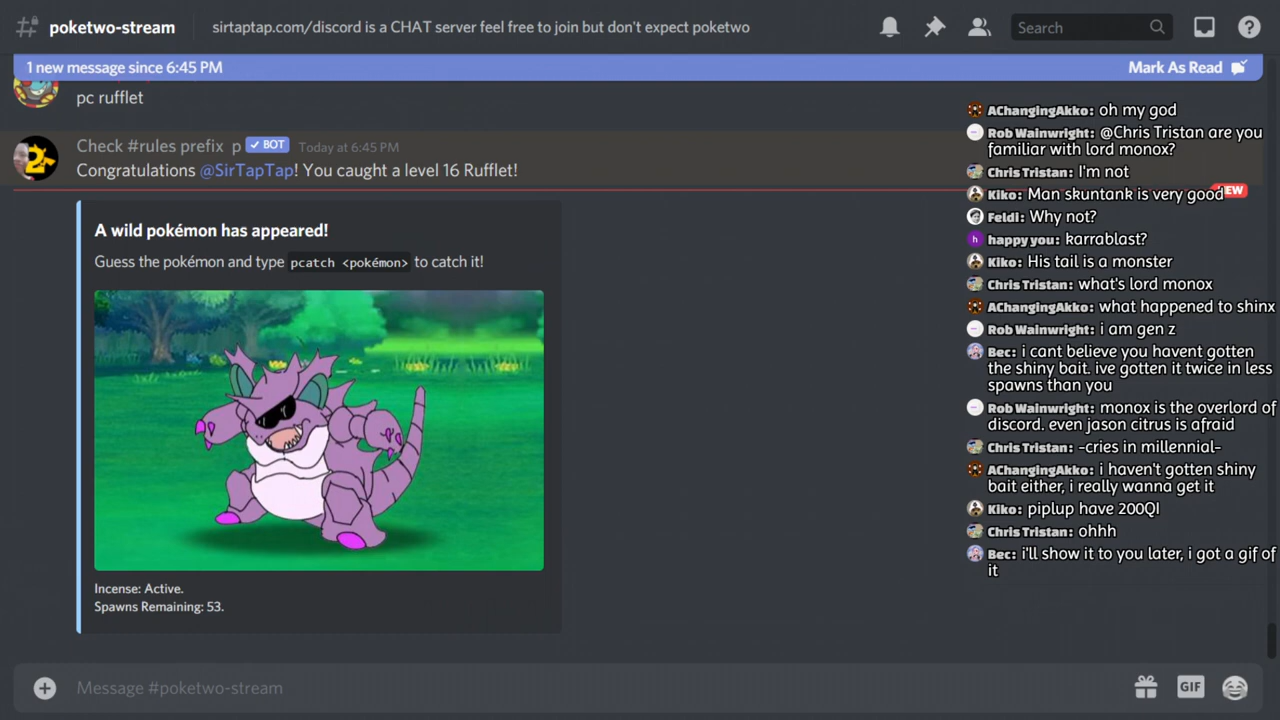 poketwo-stream
sirtaptap.com/discord is a CHAT server feel free to join but don't expect poketwo
Search
1 new message since 6:45 PM
Mark As Read
pc rufflet
Check #rules prefix p
BOT
Today at 6:45 PM
Congratulations @SirTapTap! You caught a level 16 Rufflet!
A wild pokémon has appeared!
Guess the pokémon and type pcatch <pokémon> to catch it!
Incense: Active.
Spawns Remaining: 53.
Message #poketwo-stream
GIF
AChangingAkko: oh my god
Rob Wainwright: @Chris Tristan are you
familiar with lord monox?
Chris Tristan: I'm not
Kiko: Man skuntank is very good
Feldi: Why not?
h happy you: karrablast?
Kiko: His tail is a monster
Chris Tristan: what's lord monox
AChangingAkko: what happened to shinx
Rob Wainwright: i am gen z
Bec: i cant believe you havent gotten
the shiny bait. ive gotten it twice in less
spawns than you
Rob Wainwright: monox is the overlord of
discord. even jason citrus is afraid
Chris Tristan: -cries in millennial-
AChangingAkko: i haven't gotten shiny
bait either, i really wanna get it
Kiko: piplup have 200QI
Chris Tristan: ohhh
Bec: i'll show it to you later, i got a gif of
it